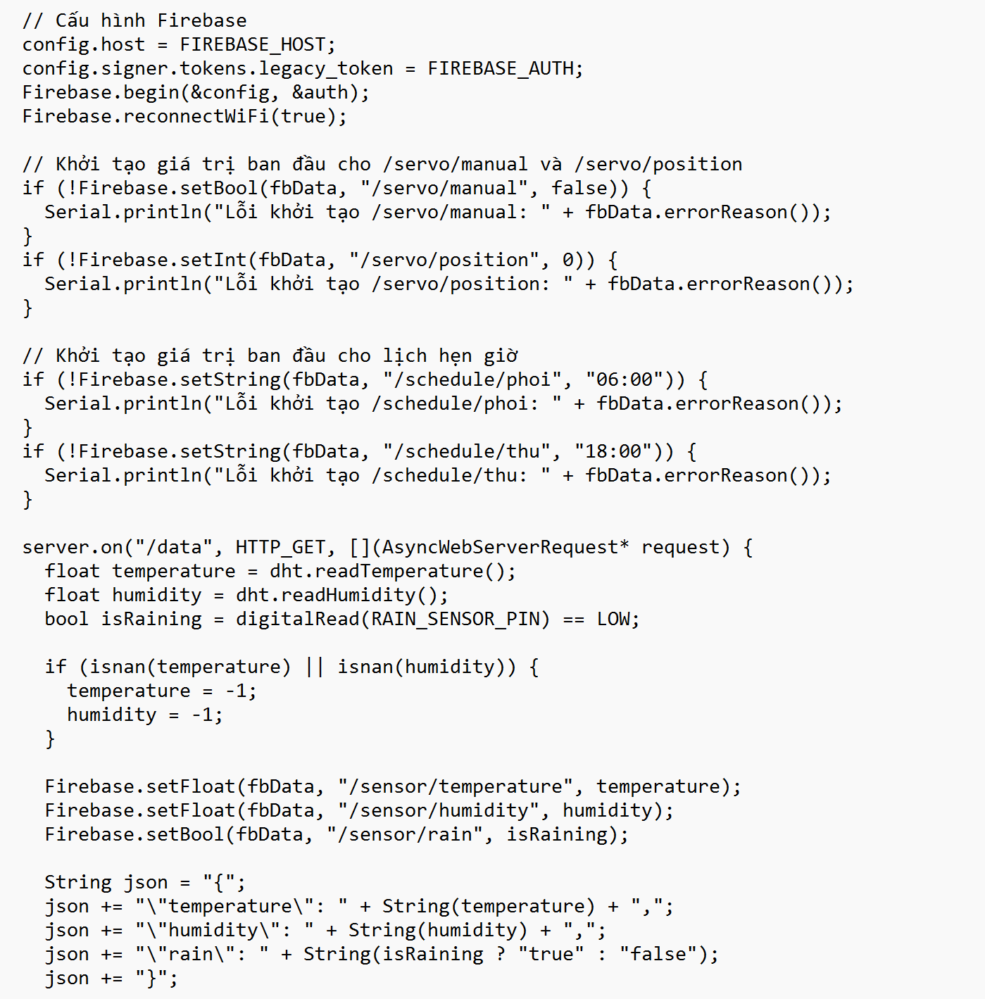 // Cấu hình Firebase
config.host = FIREBASE_HOST;
config.signer.tokens.legacy_token = FIREBASE_AUTH;
Firebase.begin(&config, &auth);
Firebase.reconnectWiFi(true);

// Khởi tạo giá trị ban đầu cho /servo/manual và /servo/position
if (!Firebase.setBool(fbData, "/servo/manual", false)) {
  Serial.println("Lỗi khởi tạo /servo/manual: " + fbData.errorReason());
}
if (!Firebase.setInt(fbData, "/servo/position", 0)) {
  Serial.println("Lỗi khởi tạo /servo/position: " + fbData.errorReason());
}

// Khởi tạo giá trị ban đầu cho lịch hẹn giờ
if (!Firebase.setString(fbData, "/schedule/phoi", "06:00")) {
  Serial.println("Lỗi khởi tạo /schedule/phoi: " + fbData.errorReason());
}
if (!Firebase.setString(fbData, "/schedule/thu", "18:00")) {
  Serial.println("Lỗi khởi tạo /schedule/thu: " + fbData.errorReason());
}

server.on("/data", HTTP_GET, [](AsyncWebServerRequest* request) {
  float temperature = dht.readTemperature();
  float humidity = dht.readHumidity();
  bool isRaining = digitalRead(RAIN_SENSOR_PIN) == LOW;

  if (isnan(temperature) || isnan(humidity)) {
    temperature = -1;
    humidity = -1;
  }

  Firebase.setFloat(fbData, "/sensor/temperature", temperature);
  Firebase.setFloat(fbData, "/sensor/humidity", humidity);
  Firebase.setBool(fbData, "/sensor/rain", isRaining);

  String json = "{";
  json += "\"temperature\": " + String(temperature) + ",";
  json += "\"humidity\": " + String(humidity) + ",";
  json += "\"rain\": " + String(isRaining ? "true" : "false");
  json += "}";